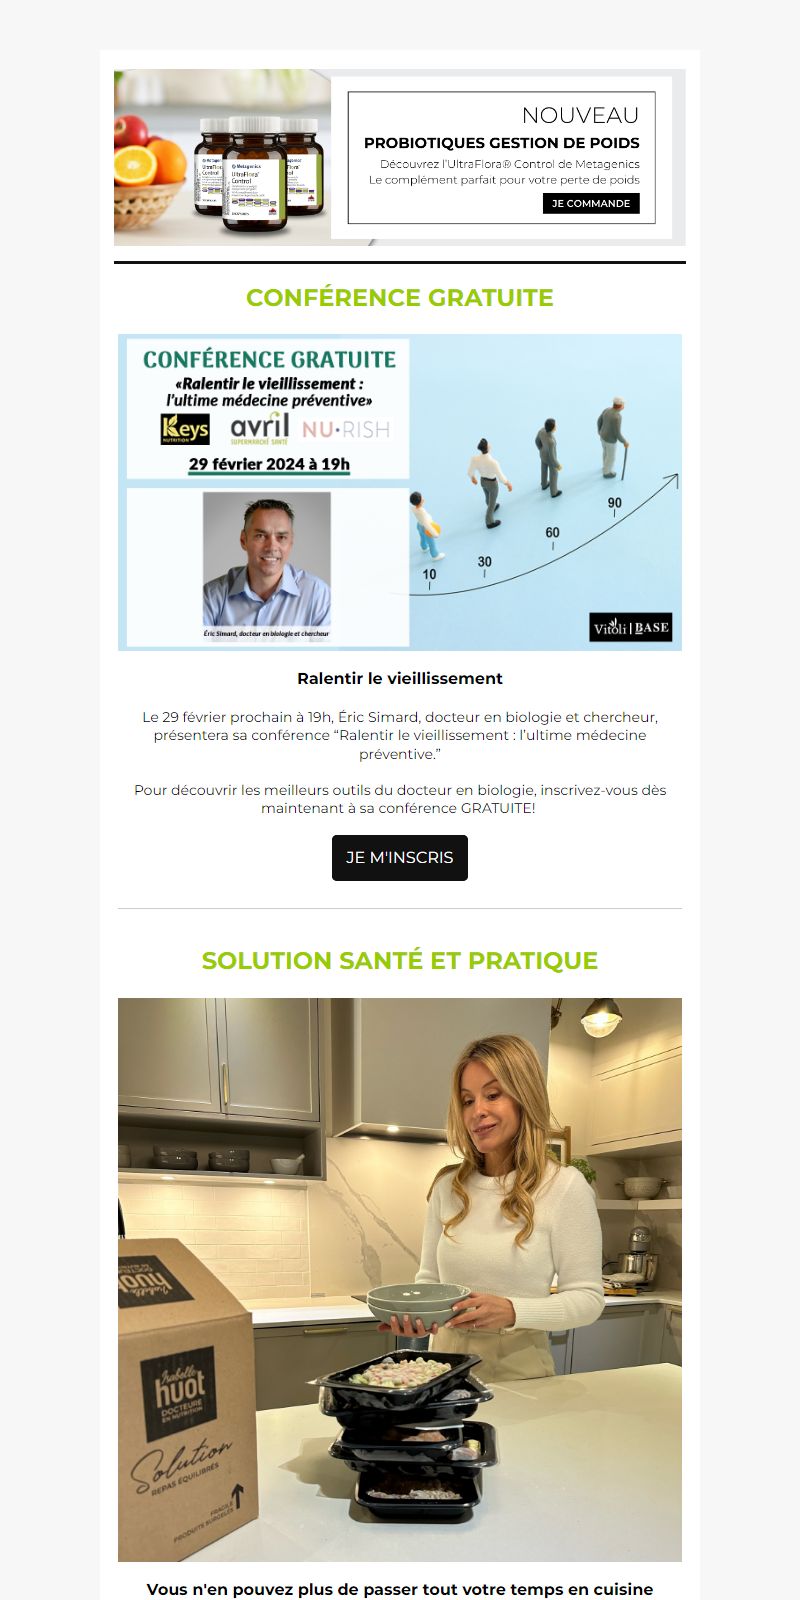 NOUVEAU
PROBIOTIQUES GESTION DE POIDS
Découvrez l'UltraFlora® Control de Metagenics
Le complément parfait pour votre perte de poids
JE COMMANDE
Metagenics
UltraFlora
Control
CONFÉRENCE GRATUITE
CONFÉRENCE GRATUITE
«Ralentir le vieillissement :
l'ultime médecine préventive»
Keys
NUTRITION
avril
SUPERMARCHÉ SANTÉ
NU·RISH
29 février 2024 à 19h
Éric Simard, docteur en biologie et chercheur
10
30
60
90
Vitoli | BASE
Ralentir le vieillissement
Le 29 février prochain à 19h, Éric Simard, docteur en biologie et chercheur,
présentera sa conférence “Ralentir le vieillissement : l’ultime médecine
préventive.”
Pour découvrir les meilleurs outils du docteur en biologie, inscrivez-vous dès
maintenant à sa conférence GRATUITE!
JE M'INSCRIS
SOLUTION SANTÉ ET PRATIQUE
huot
DOCTEURE
EN NUTRITION
Isabelle
huot
DOCTEURE
EN NUTRITION
Solution
REPAS ÉQUILIBRÉS
FRAGILE
PRODUITS SURGELÉS
Vous n'en pouvez plus de passer tout votre temps en cuisine